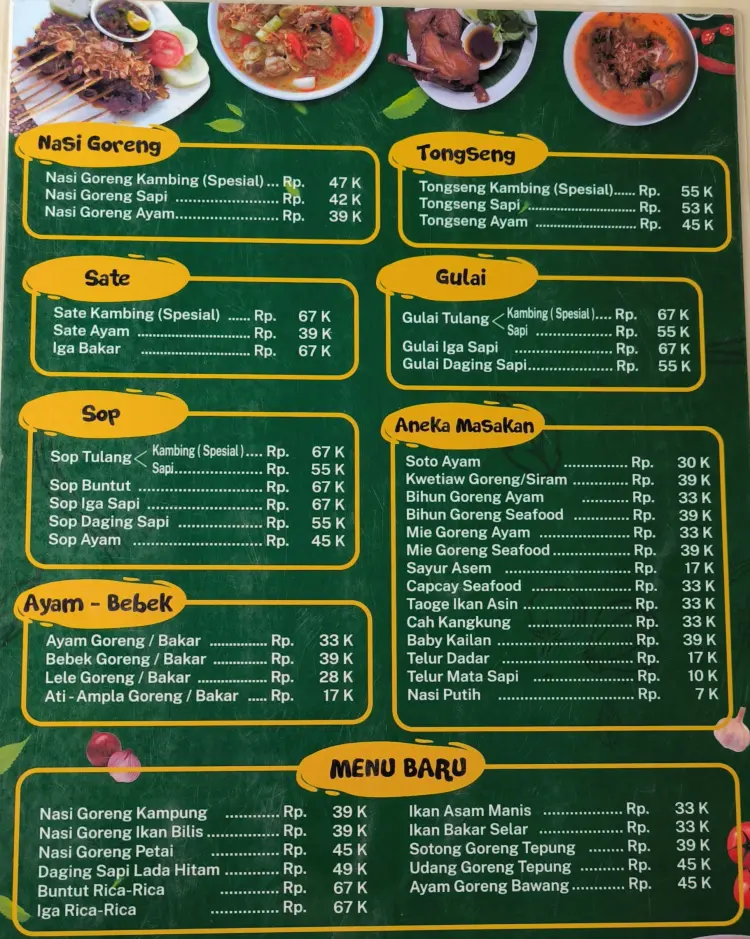 Nasi Goreng
Nasi Goreng Kambing (Spesial) ... Rp. 47 K
Nasi Goreng Sapi ........................ Rp. 42 K
Nasi Goreng Ayam........................ Rp. 39 K
TongSeng
Tongseng Kambing (Spesial)...... Rp. 55 K
Tongseng Sapi .......................... Rp. 53 K
Tongseng Ayam ........................ Rp. 45 K
Sate
Sate Kambing (Spesial) ...... Rp. 67 K
Sate Ayam .......................... Rp. 39 K
Iga Bakar ......................... Rp. 67 K
Gulai
Gulai Tulang < Kambing ( Spesial ).... Rp. 67 K
Sapi .................. Rp. 55 K
Gulai Iga Sapi ....................... Rp. 67 K
Gulai Daging Sapi.................... Rp. 55 K
Sop
Sop Tulang < Kambing ( Spesial ).... Rp. 67 K
Sapi..................... Rp. 55 K
Sop Buntut ............................... Rp. 67 K
Sop Iga Sapi ............................. Rp. 67 K
Sop Daging Sapi ........................ Rp. 55 K
Sop Ayam ............................... Rp. 45 K
Aneka Masakan
Soto Ayam ............... Rp. 30 K
Kwetiaw Goreng/Siram ............ Rp. 39 K
Bihun Goreng Ayam ........... Rp. 33 K
Bihun Goreng Seafood ............. Rp. 39 K
Mie Goreng Ayam .................... Rp. 33 K
Mie Goreng Seafood ................. Rp. 39 K
Sayur Asem ...................... Rp. 17 K
Capcay Seafood ...................... Rp. 33 K
Taoge Ikan Asin ......................... Rp. 33 K
Cah Kangkung ......................... Rp. 33 K
Baby Kailan ............................. Rp. 39 K
Telur Dadar ............................... Rp. 17 K
Telur Mata Sapi ........................ Rp. 10 K
Nasi Putih ................................ Rp. 7 K
Ayam - Bebek
Ayam Goreng / Bakar .............. Rp. 33 K
Bebek Goreng / Bakar ............. Rp. 39 K
Lele Goreng / Bakar ................ Rp. 28 K
Ati - Ampla Goreng / Bakar ..... Rp. 17 K
MENU BARU
Nasi Goreng Kampung ............ Rp. 39 K
Nasi Goreng Ikan Bilis ................ Rp. 39 K
Nasi Goreng Petai ............... Rp. 45 K
Daging Sapi Lada Hitam ............ Rp. 49 K
Buntut Rica-Rica ............. Rp. 67 K
Iga Rica-Rica ............... Rp. 67 K
Ikan Asam Manis .................. Rp. 33 K
Ikan Bakar Selar ................... Rp. 33 K
Sotong Goreng Tepung ....... Rp. 39 K
Udang Goreng Tepung ......... Rp. 45 K
Ayam Goreng Bawang............ Rp. 45 K